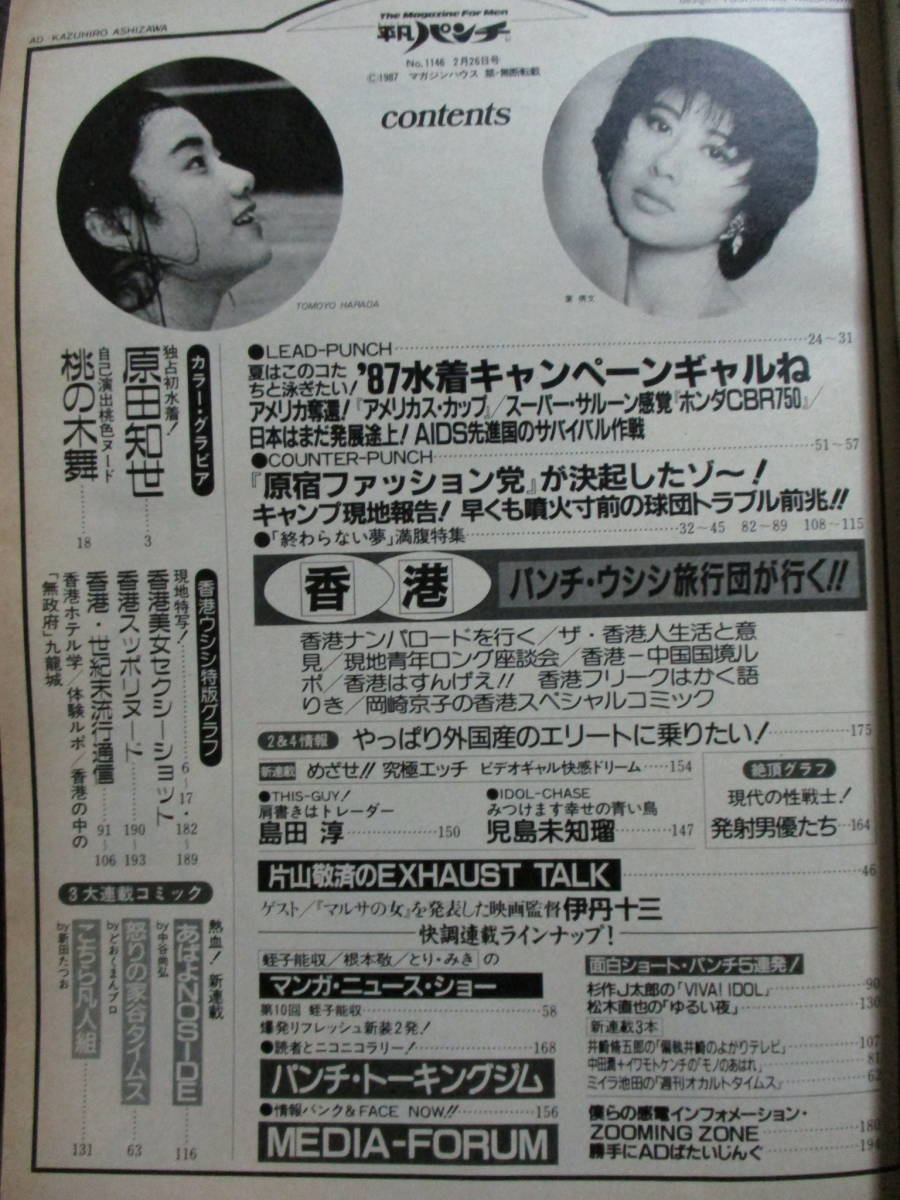 AD・KAZUHIRO ASHIZAWA
The Magazine For Men
平凡パンチ
No.1146 2月26日号
©1987 マガジンハウス 禁・無断転載
contents
TOMOYO HARADA
葉 倩文
カラー・グラビア
独占初水着!
原田知世
3
自己演出桃色ヌード
桃の木舞
18
香港ウシシ特版グラフ
現地特写!
香港美女セクシーショット
6～17・182～189
香港スッポリヌード
190～193
香港・世紀末流行通信
91～106
香港ホテル学/体験ルポ/香港の中の
「無政府」九龍城
3大連載コミック
熱血!新連載
あばよNOSIDE
by中谷尚弘
116
怒りの家谷タイムス
byどおくまんプロ
63
こちら凡人組
by新田たつお
131
●LEAD-PUNCH 24～31
夏はこのコた
ちと泳ぎたい! '87水着キャンペーンギャルね
アメリカ奪還!『アメリカス・カップ』/スーパー・サルーン感覚『ホンダCBR750』/
日本はまだ発展途上! AIDS先進国のサバイバル作戦
●COUNTER-PUNCH 51～57
『原宿ファッション党』が決起したゾ～!
キャンプ現地報告! 早くも噴火寸前の球団トラブル前兆!!
●「終わらない夢」満腹特集 32～45 82～89 108～115
香港 パンチ・ウシシ旅行団が行く!!
香港ナンパロードを行く/ザ・香港人生活と意
見/現地青年ロング座談会/香港－中国国境ル
ポ/香港はすんげえ!! 香港フリークはかく語
りき/岡崎京子の香港スペシャルコミック
2&4情報 やっぱり外国産のエリートに乗りたい! 175
新連載 めざせ!! 究極エッチ ビデオギャル快感ドリーム 154
●THIS-GUY!
肩書きはトレーダー
島田 淳 150
●IDOL-CHASE
みつけます幸せの青い鳥
児島未知瑠 147
絶頂グラフ
現代の性戦士!
発射男優たち 164
片山敬済のEXHAUST TALK 46
ゲスト/『マルサの女』を発表した映画監督 伊丹十三
快調連載ラインナップ!
蛭子能収/根本敬/とり・みきの
マンガ・ニュース・ショー
第10回 蛭子能収 58
爆発リフレッシュ新装2発!
●読者とニコニコラリー! 168
パンチ・トーキングジム
●情報バンク&FACE NOW!! 156
MEDIA-FORUM
面白ショート・パンチ5連発!
杉作J太郎の「VIVA! IDOL」 90
松木直也の「ゆるい夜」 130
新連載3本
井崎脩五郎の「偏執井崎のよがりテレビ」 107
中田潤+イワモトケンチの「モノのあはれ」 81
ミイラ池田の「週刊オカルトタイムス」 62
僕らの感電インフォメーション・
ZOOMING ZONE 180
勝手にADばたいじんぐ 194